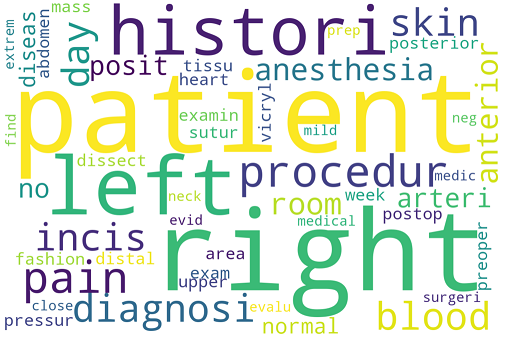 extrem
diseas
abdomen
mass
day
histori
prep
skin
posterior
posit
tissu
heart
anesthesia
anterior
find
patient
examin
sutur
vicryl
mild
neg
dissect
no
left
procedur
medic
neck
room
week
arteri
medical
postop
incis
evid
right
preoper
fashion
distal
area
pain
exam
upper
close
pressur
diagnosi
evalu
normal
surgeri
blood